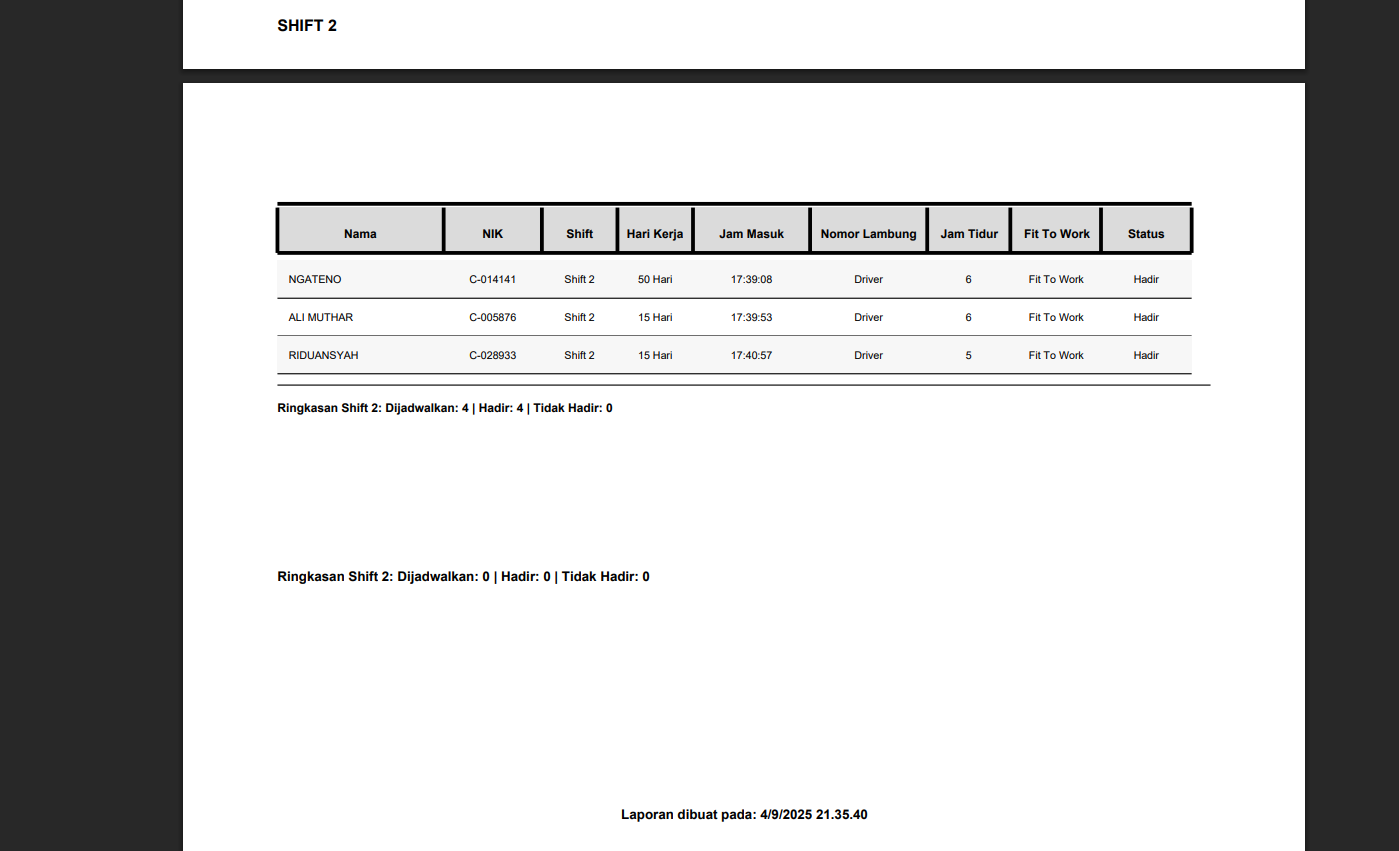 SHIFT 2
Nama NIK Shift Hari Kerja Jam Masuk Nomor Lambung Jam Tidur Fit To Work Status
NGATENO C-014141 Shift 2 50 Hari 17:39:08 Driver 6 Fit To Work Hadir
ALI MUTHAR C-005876 Shift 2 15 Hari 17:39:53 Driver 6 Fit To Work Hadir
RIDUANSYAH C-028933 Shift 2 15 Hari 17:40:57 Driver 5 Fit To Work Hadir
Ringkasan Shift 2: Dijadwalkan: 4 | Hadir: 4 | Tidak Hadir: 0
Ringkasan Shift 2: Dijadwalkan: 0 | Hadir: 0 | Tidak Hadir: 0
Laporan dibuat pada: 4/9/2025 21.35.40